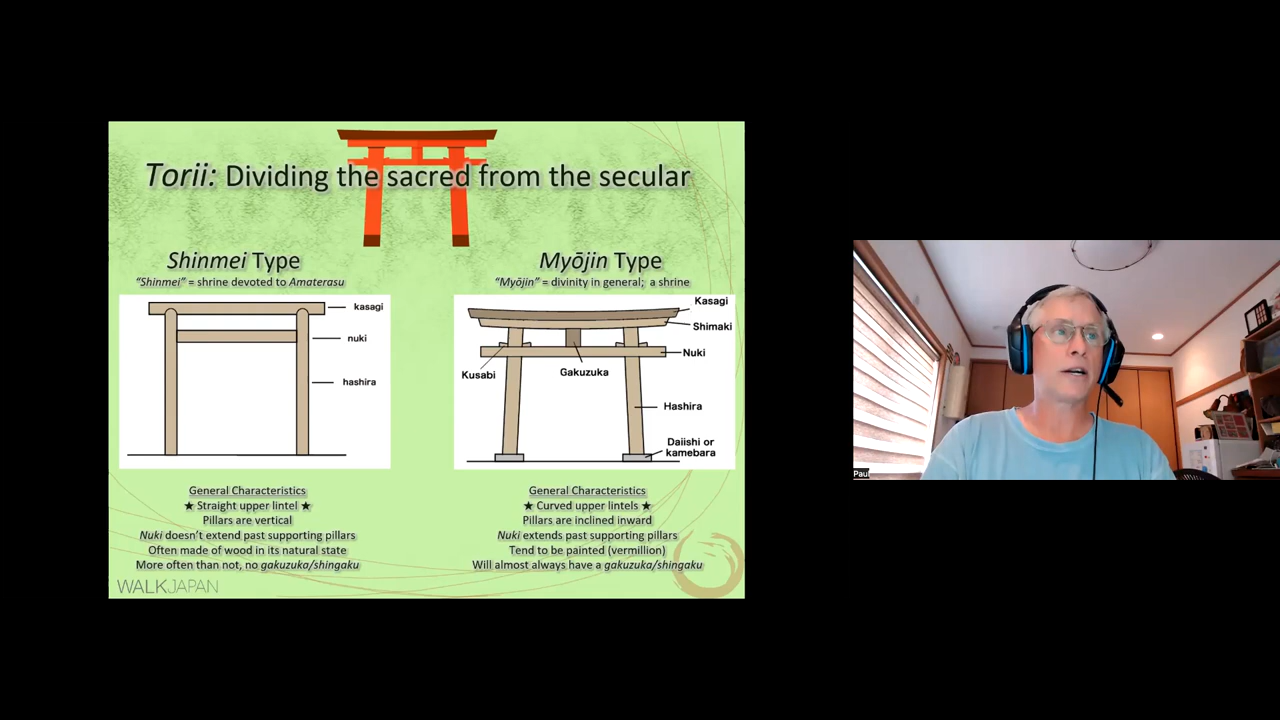 Torii: Dividing the sacred from the secular
Shinmei Type
"Shinmei" = shrine devoted to Amaterasu
kasagi
nuki
hashira
General Characteristics
★ Straight upper lintel ★
Pillars are vertical
Nuki doesn't extend past supporting pillars
Often made of wood in its natural state
More often than not, no gakuzuka/shingaku
Myōjin Type
"Myōjin" = divinity in general; a shrine
Kasagi
Shimaki
Nuki
Kusabi
Gakuzuka
Hashira
Daiishi or
kamebara
General Characteristics
★ Curved upper lintels ★
Pillars are inclined inward
Nuki extends past supporting pillars
Tend to be painted (vermillion)
Will almost always have a gakuzuka/shingaku
WALKJAPAN
Paul